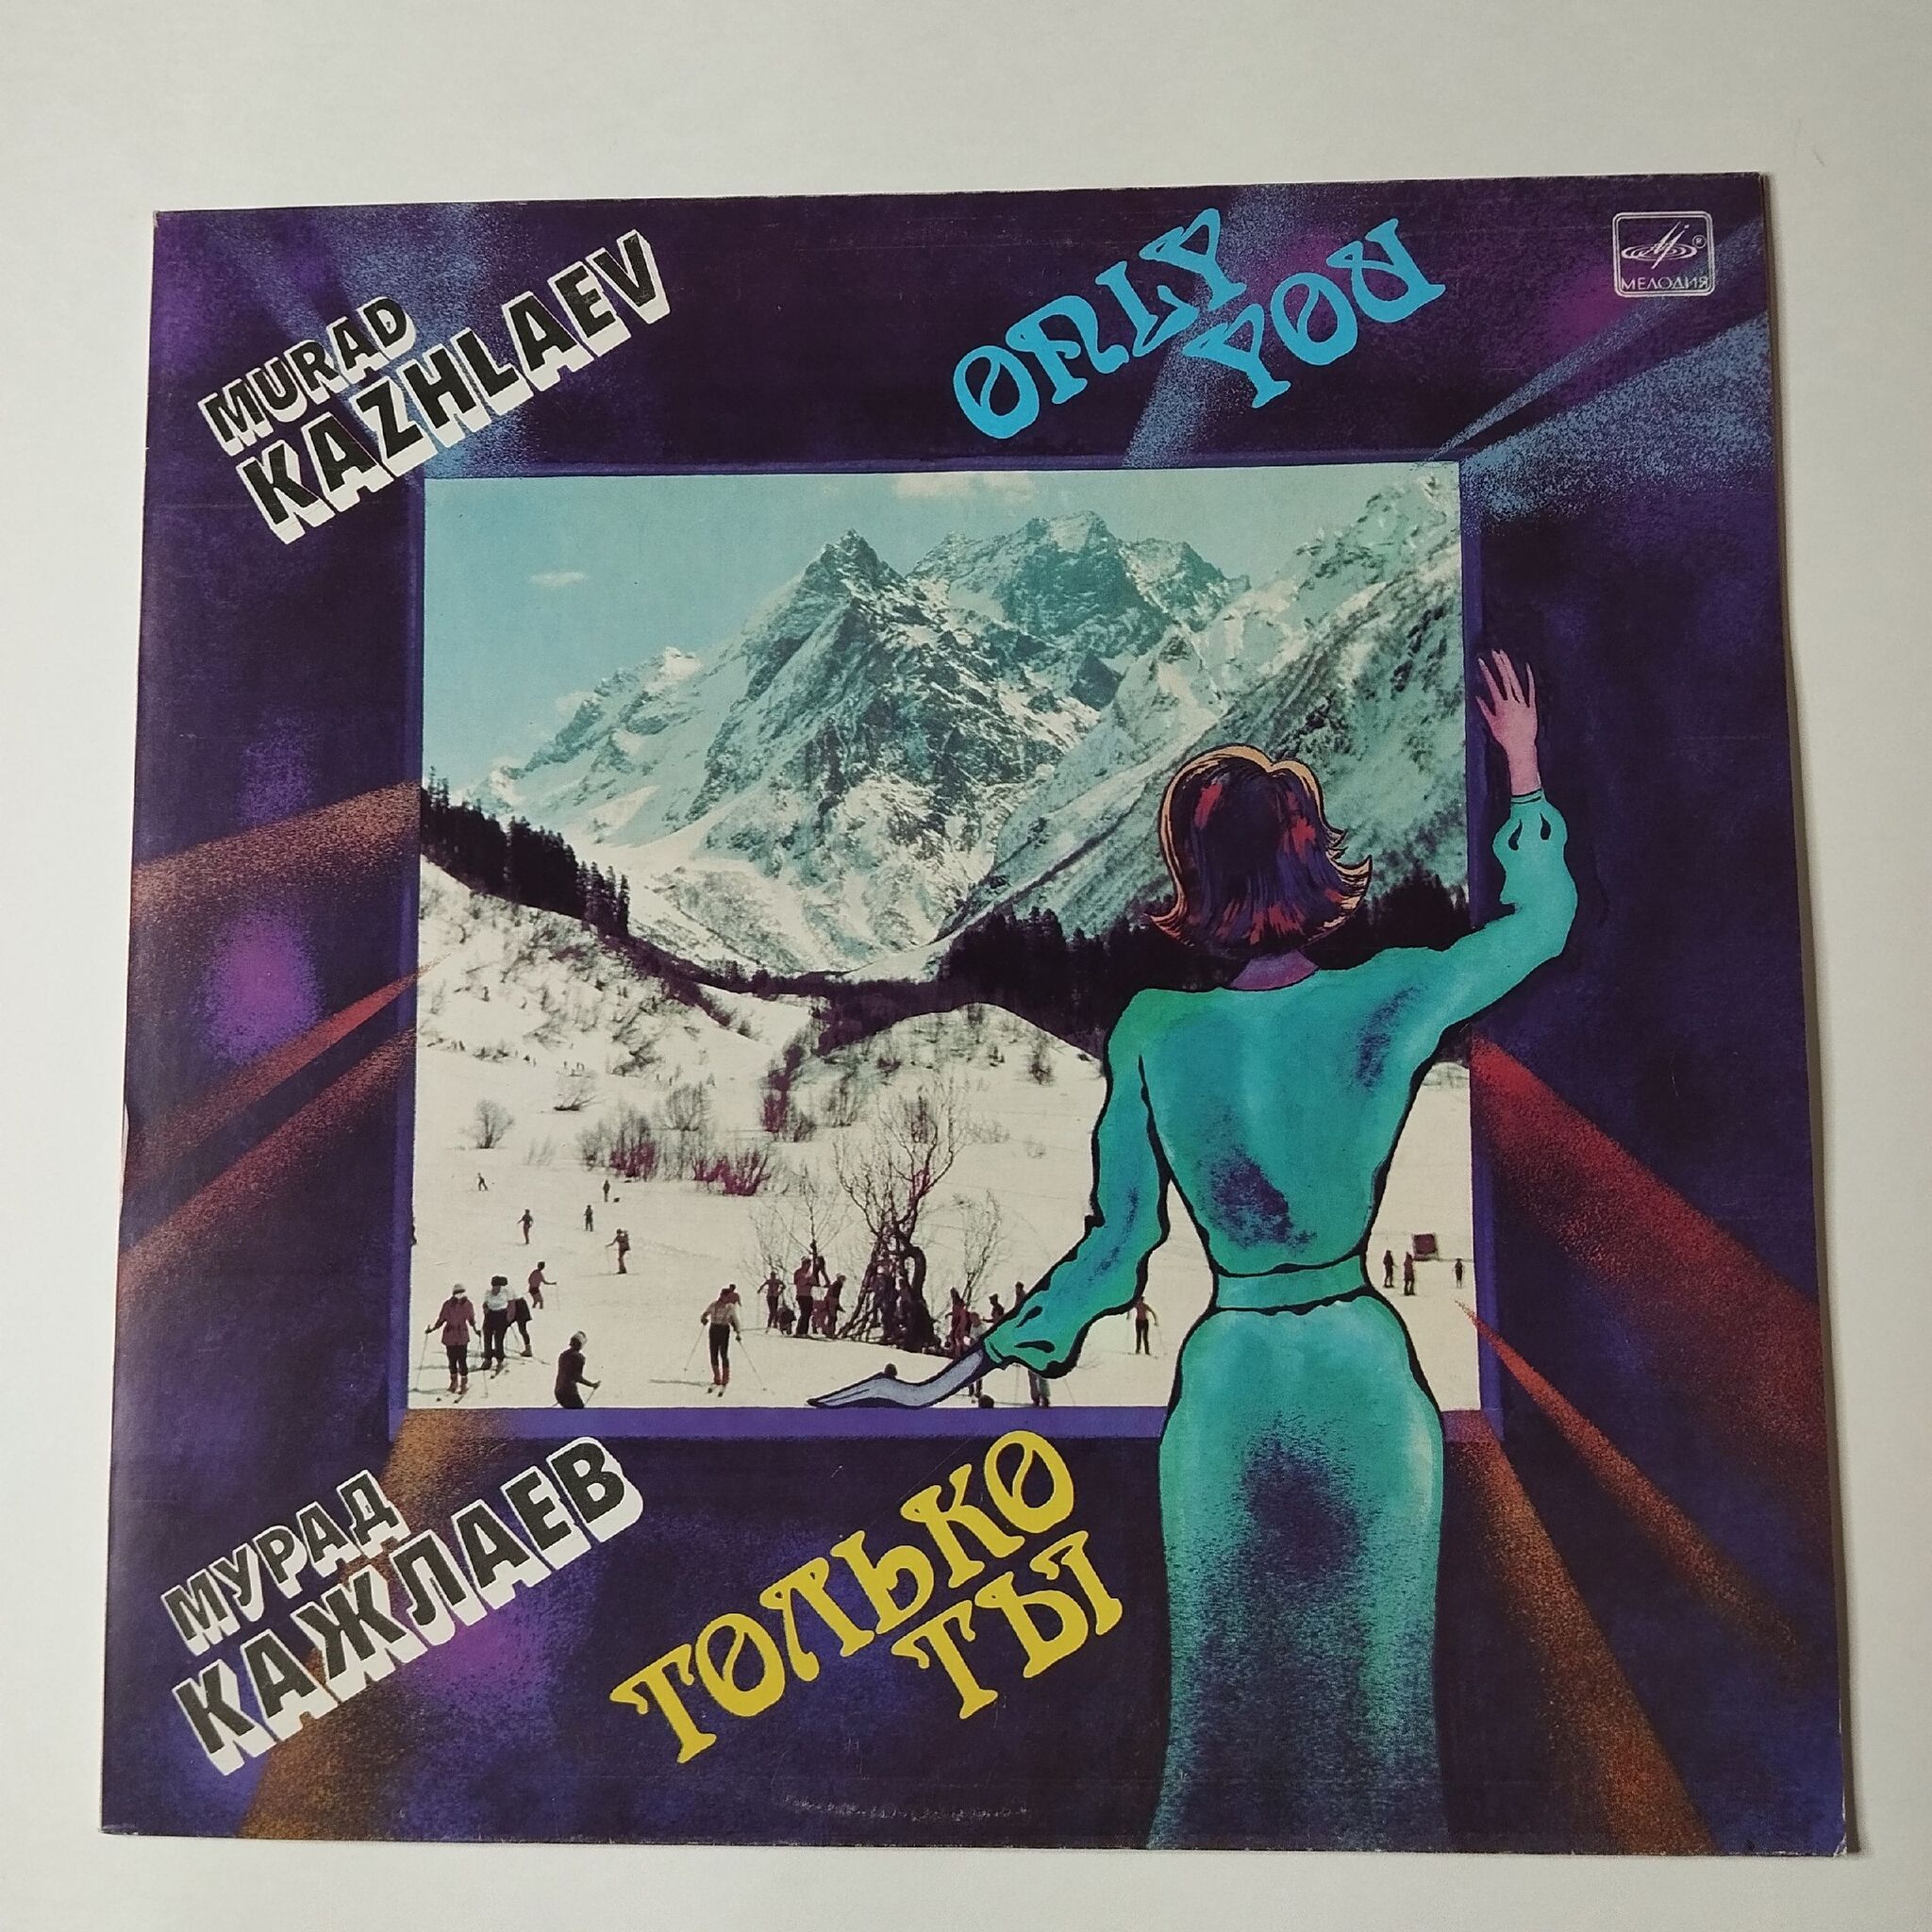 MURAD
KAZHLAEV
ONLY
YOU
МЕЛОДИЯ
®
МУРАД
КАЖЛАЕВ
ТОЛЬКО
ТЫ